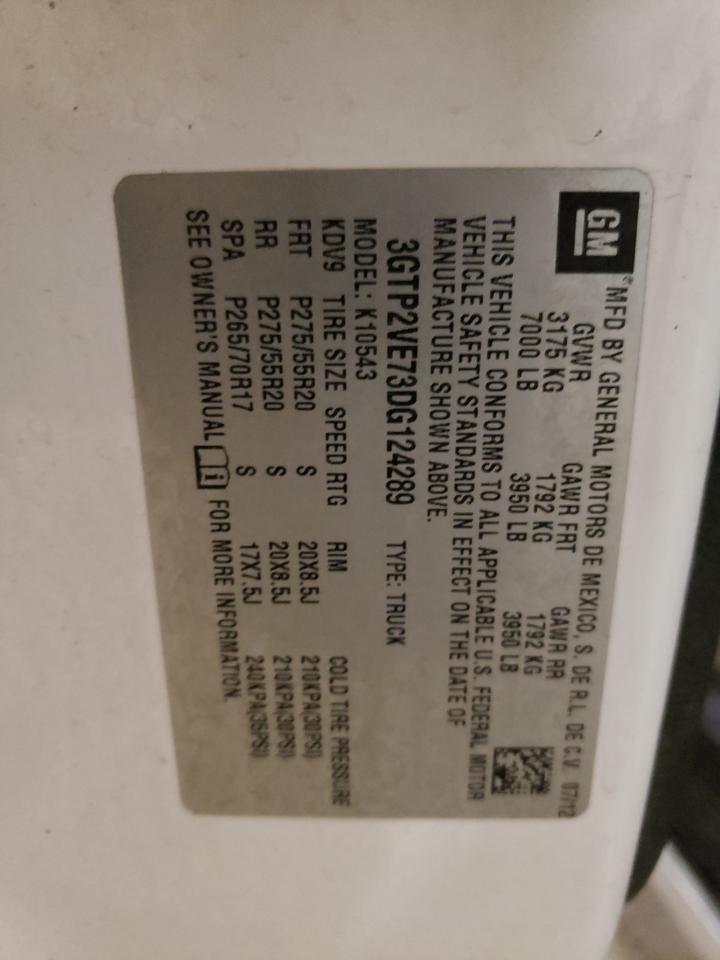 GM
®MFD BY GENERAL MOTORS DE MEXICO, S. DE R.L. DE C.V. 07/12
GVWR GAWR FRT GAWR RR
3175 KG 1792 KG 1792 KG
7000 LB 3950 LB 3950 LB
THIS VEHICLE CONFORMS TO ALL APPLICABLE U.S. FEDERAL MOTOR
VEHICLE SAFETY STANDARDS IN EFFECT ON THE DATE OF
MANUFACTURE SHOWN ABOVE.
3GTP2VE73DG124289 TYPE: TRUCK
MODEL: K10543
KDV9 TIRE SIZE SPEED RTG RIM COLD TIRE PRESSURE
FRT P275/55R20 S 20X8.5J 210KPA(30PSI)
RR P275/55R20 S 20X8.5J 210KPA(30PSI)
SPA P265/70R17 S 17X7.5J 240KPA(35PSI)
SEE OWNER'S MANUAL i FOR MORE INFORMATION.